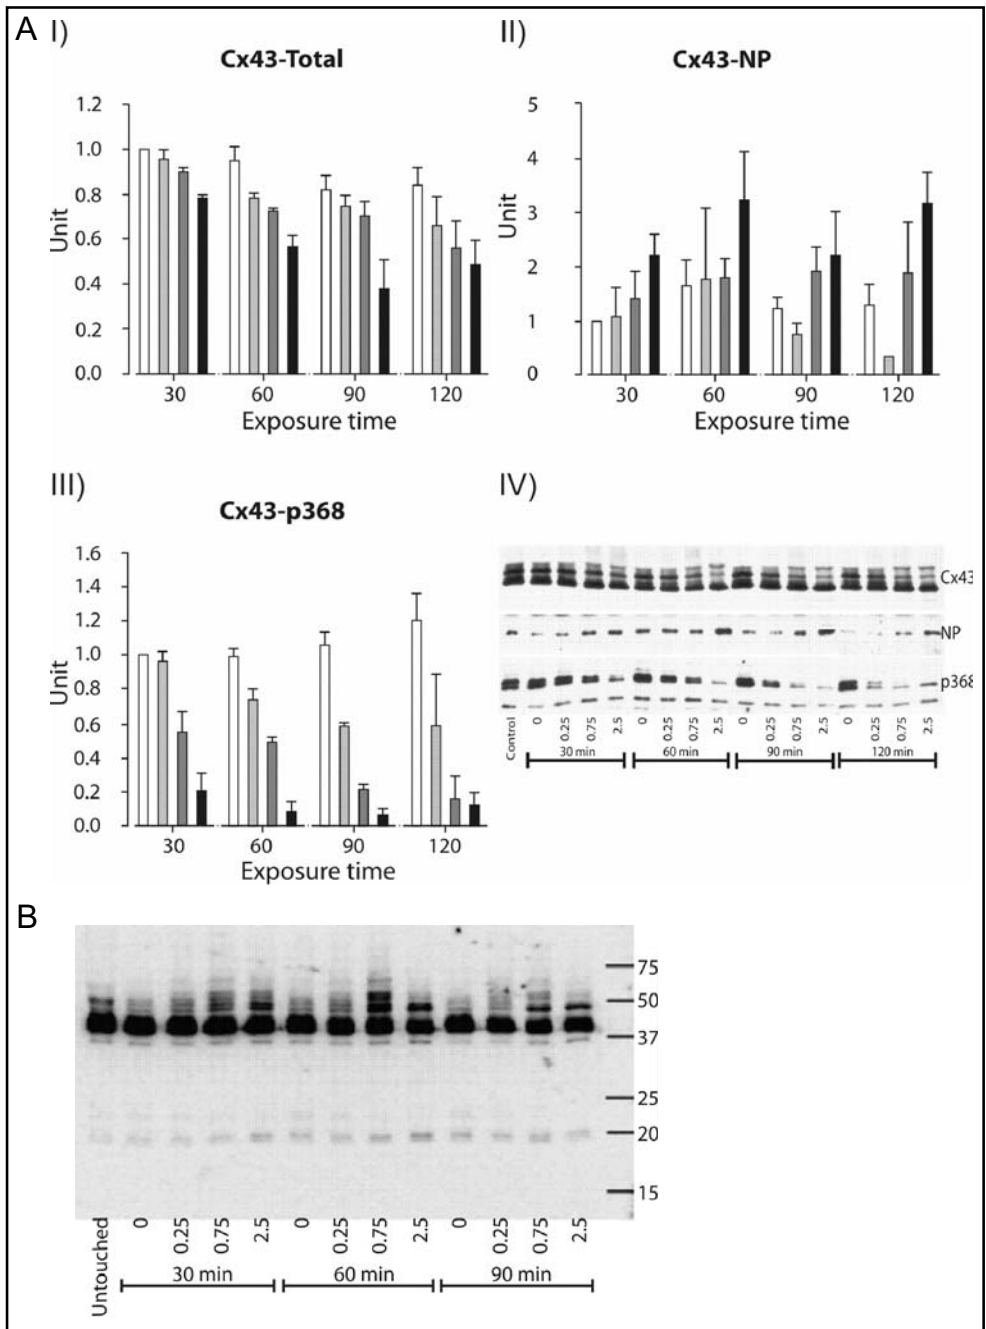 A I) II)
Cx43-Total Cx43-NP
1.2
1.0
0.8
0.6
0.4
0.2
0.0
Unit
30 60 90 120
Exposure time
5
4
3
2
1
0
Unit
30 60 90 120
Exposure time
III) IV)
Cx43-p368
1.6
1.4
1.2
1.0
0.8
0.6
0.4
0.2
0.0
Unit
30 60 90 120
Exposure time
Cx43
NP
p368
Control 0 0.25 0.75 2.5 0 0.25 0.75 2.5 0 0.25 0.75 2.5 0 0.25 0.75 2.5
30 min 60 min 90 min 120 min
B
75
50
37
25
20
15
Untouched 0 0.25 0.75 2.5 0 0.25 0.75 2.5 0 0.25 0.75 2.5
30 min 60 min 90 min